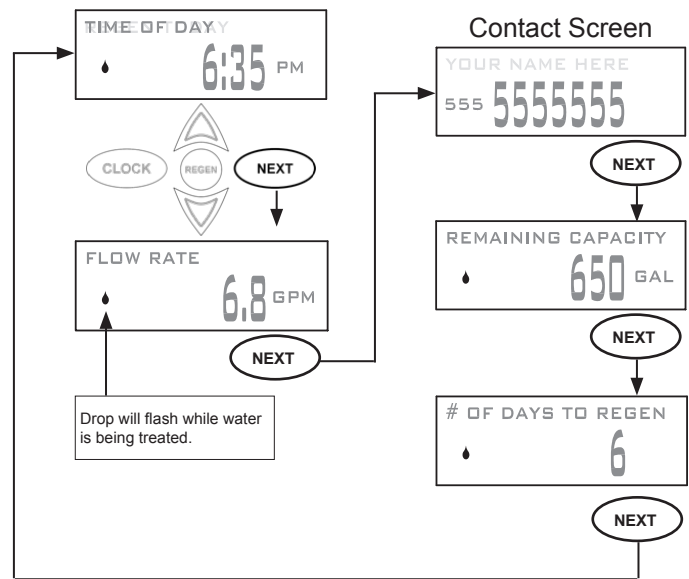 TIME OF DAY
REGEN TODAY
6:35 PM
CLOCK
REGEN
NEXT
FLOW RATE
6.8 GPM
NEXT
Drop will flash while water
is being treated.
Contact Screen
YOUR NAME HERE
555 5555555
NEXT
REMAINING CAPACITY
650 GAL
NEXT
# OF DAYS TO REGEN
6
NEXT